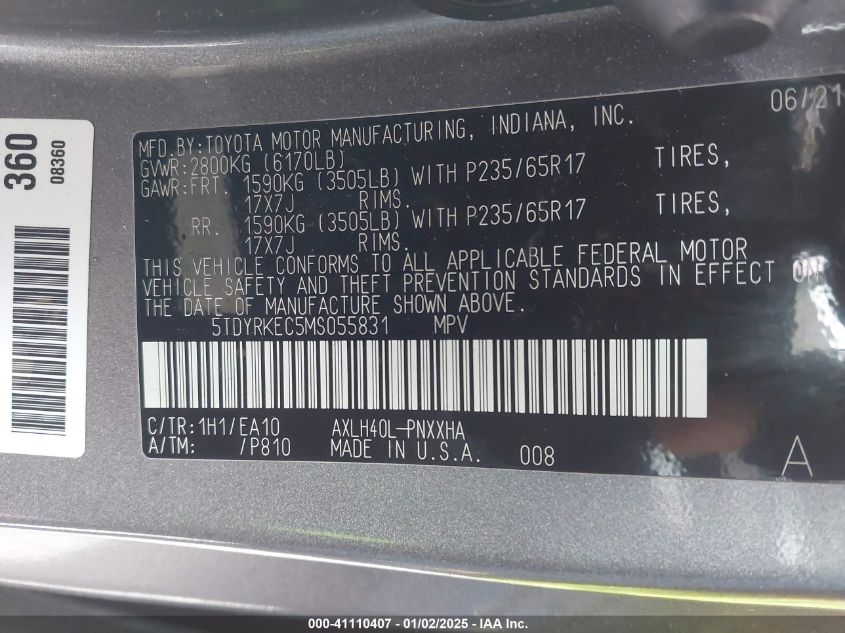 360
08360
06/21
MFD.BY:TOYOTA MOTOR MANUFACTURING, INDIANA, INC.
GVWR:2800KG (6170LB)
GAWR:FRT. 1590KG (3505LB) WITH P235/65R17 TIRES,
17X7J RIMS.
RR. 1590KG (3505LB) WITH P235/65R17 TIRES,
17X7J RIMS.
THIS VEHICLE CONFORMS TO ALL APPLICABLE FEDERAL MOTOR
VEHICLE SAFETY AND THEFT PREVENTION STANDARDS IN EFFECT ON
THE DATE OF MANUFACTURE SHOWN ABOVE.
5TDYRKEC5MS055831 MPV
C/TR:1H1/EA10 AXLH40L-PNXXHA
A/TM: /P810 MADE IN U.S.A. 008 A
000-41110407 - 01/02/2025 - IAA Inc.